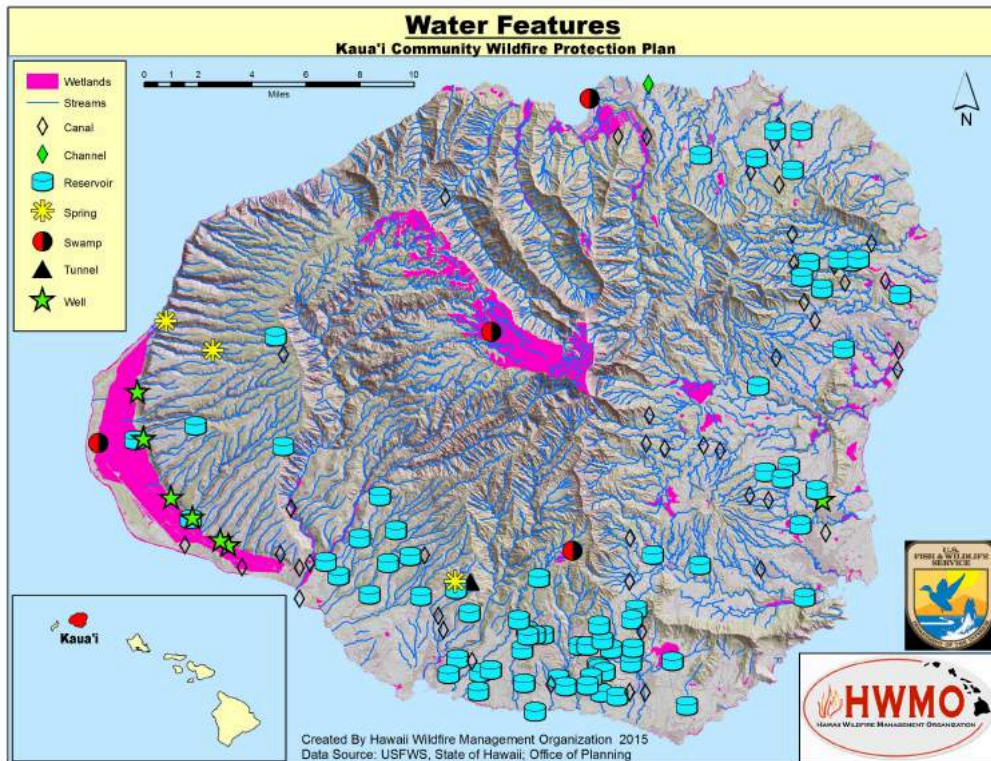 Water Features
Kaua'i Community Wildfire Protection Plan
Wetlands
Streams
Canal
Channel
Reservoir
Spring
Swamp
Tunnel
Well
0 1 2 4 6 8 10
Miles
N
Kaua'i
U.S.
FISH & WILDLIFE
SERVICE
HWMO
HAWAII WILDFIRE MANAGEMENT ORGANIZATION
Created By Hawaii Wildfire Management Organization 2015
Data Source: USFWS, State of Hawaii; Office of Planning